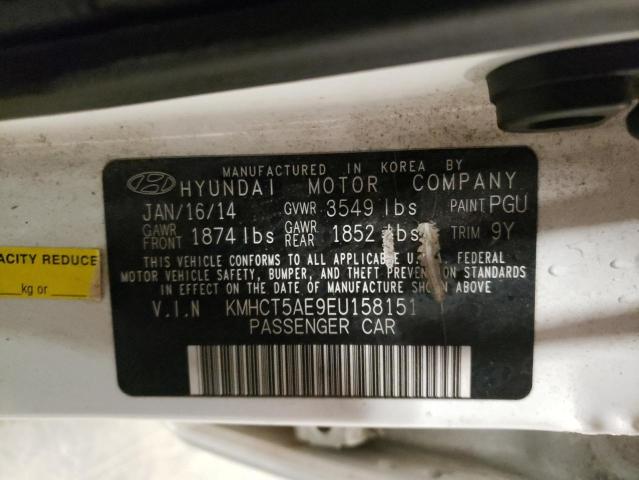 MANUFACTURED IN KOREA BY
HYUNDAI MOTOR COMPANY
JAN/16/14 GVWR 3549 lbs PAINT PGU
GAWR FRONT 1874 lbs GAWR REAR 1852 lbs TRIM 9Y
THIS VEHICLE CONFORMS TO ALL APPLICABLE U.S.A. FEDERAL
MOTOR VEHICLE SAFETY, BUMPER, AND THEFT PREVENTION STANDARDS
IN EFFECT ON THE DATE OF MANUFACTURE SHOWN ABOVE
V.I.N KMHCT5AE9EU158151
PASSENGER CAR
ACITY REDUCE
kg or